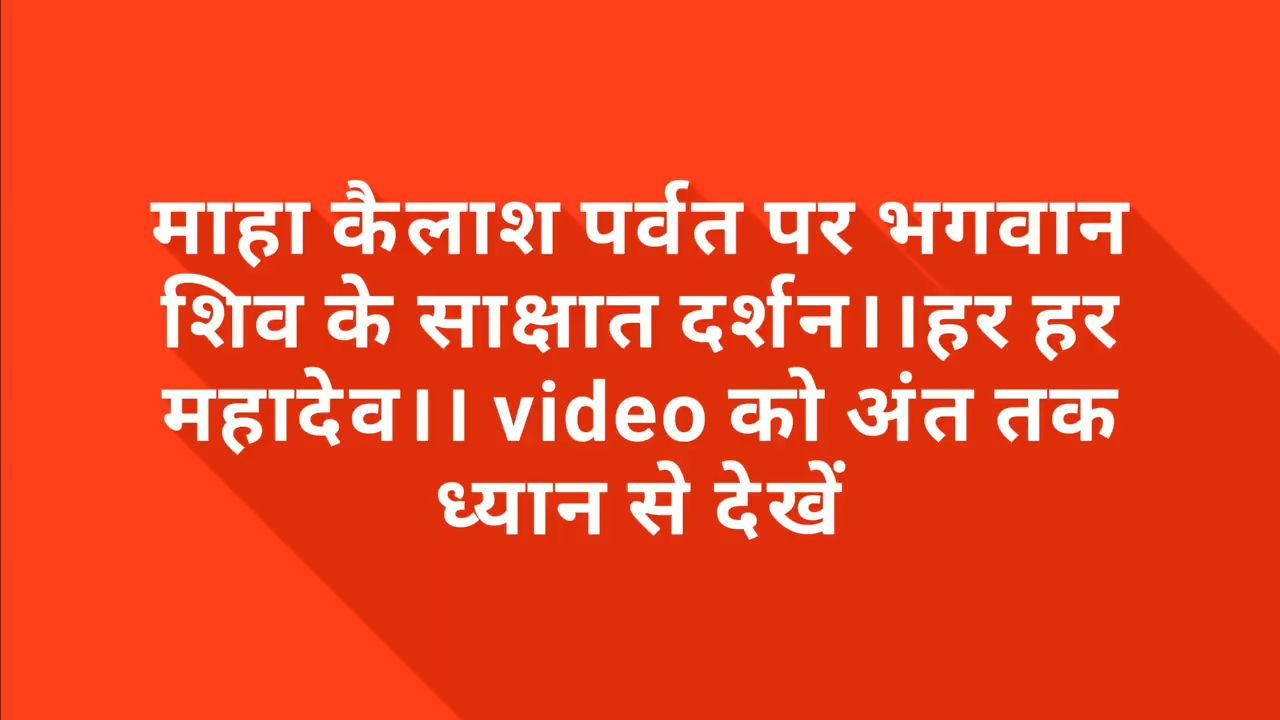 माहा कैलाश पर्वत पर भगवान
शिव के साक्षात दर्शन।।हर हर
महादेव।। video को अंत तक
ध्यान से देखें